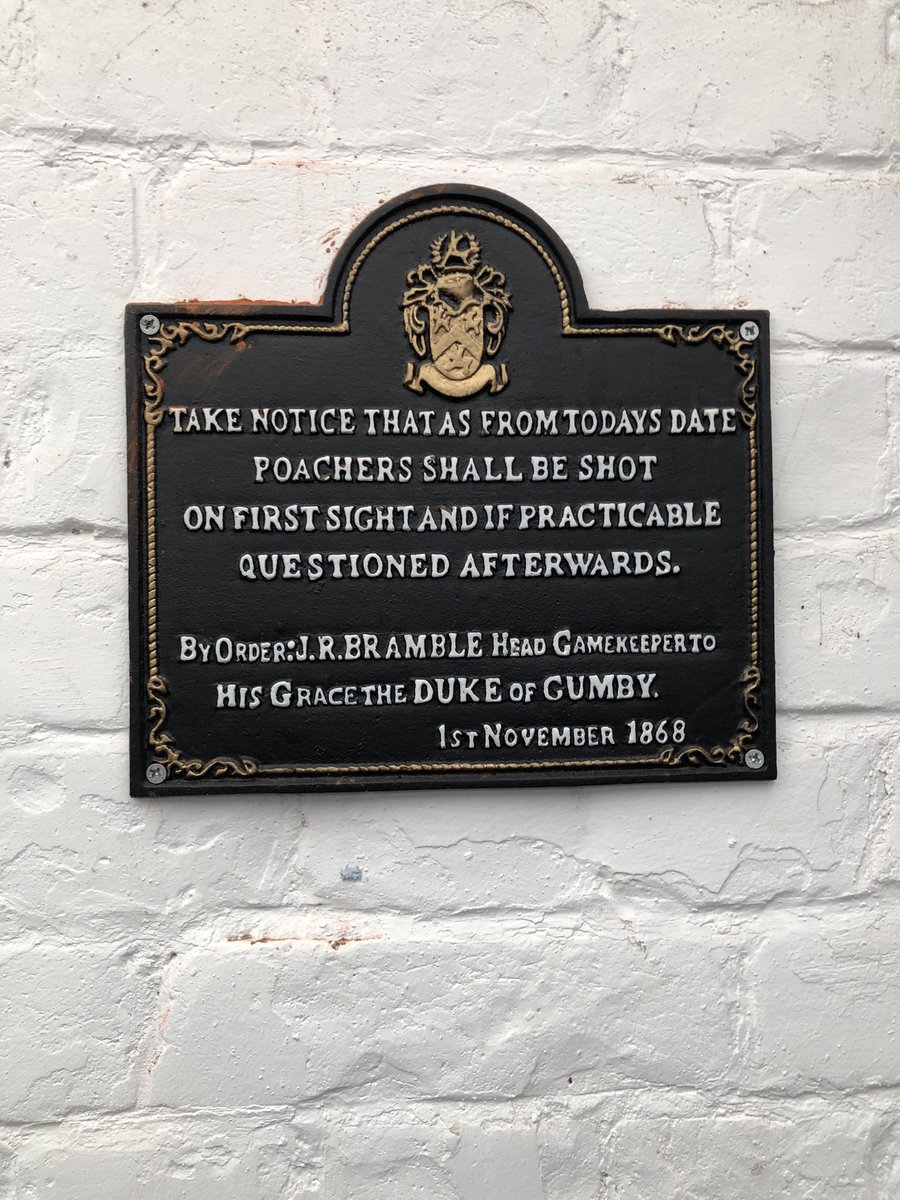 TAKE NOTICE THAT AS FROM TODAYS DATE
POACHERS SHALL BE SHOT
ON FIRST SIGHT AND IF PRACTICABLE
QUESTIONED AFTERWARDS.
BY ORDER: J.R. BRAMBLE HEAD GAMEKEEPER TO
HIS GRACE THE DUKE OF GUMBY.
1ST NOVEMBER 1868